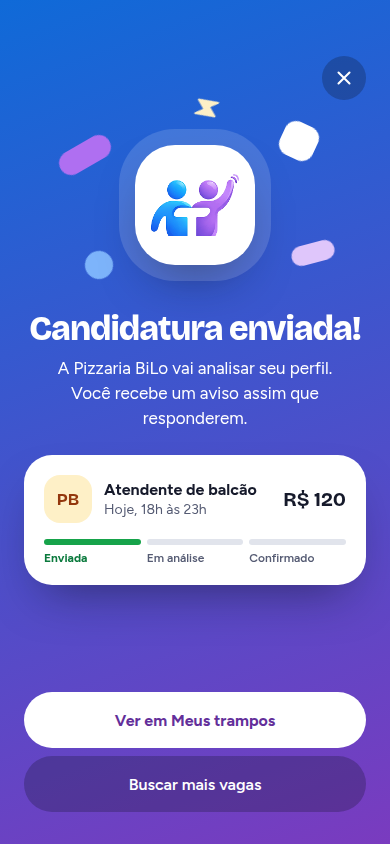 Candidatura enviada!
A Pizzaria BiLo vai analisar seu perfil.
Você recebe um aviso assim que
responderem.
PB
Atendente de balcão
Hoje, 18h às 23h
R$ 120
Enviada
Em análise
Confirmado
Ver em Meus trampos
Buscar mais vagas